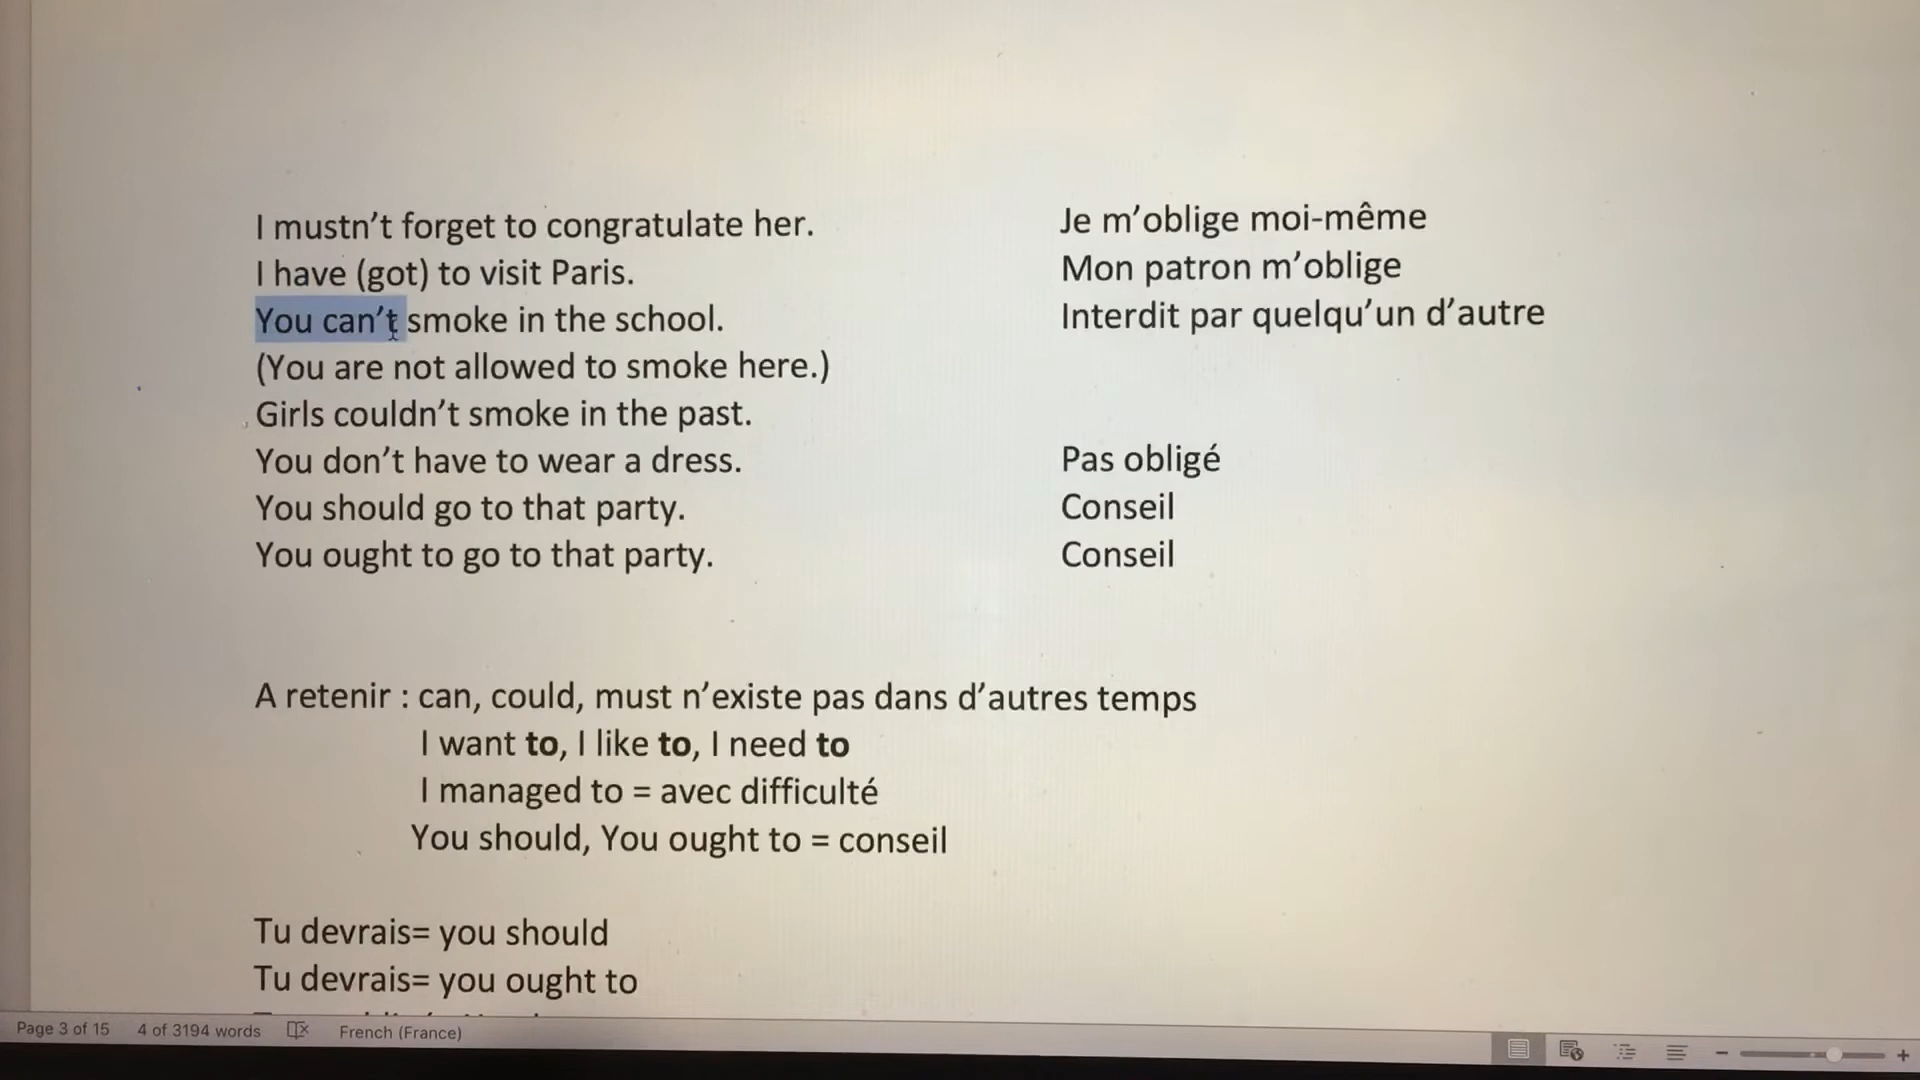 I mustn't forget to congratulate her. Je m'oblige moi-même
I have (got) to visit Paris. Mon patron m'oblige
You can't smoke in the school. Interdit par quelqu'un d'autre
(You are not allowed to smoke here.)
Girls couldn't smoke in the past.
You don't have to wear a dress. Pas obligé
You should go to that party. Conseil
You ought to go to that party. Conseil
A retenir : can, could, must n'existe pas dans d'autres temps
I want to, I like to, I need to
I managed to = avec difficulté
You should, You ought to = conseil
Tu devrais= you should
Tu devrais= you ought to
Page 3 of 15 4 of 3194 words French (France)